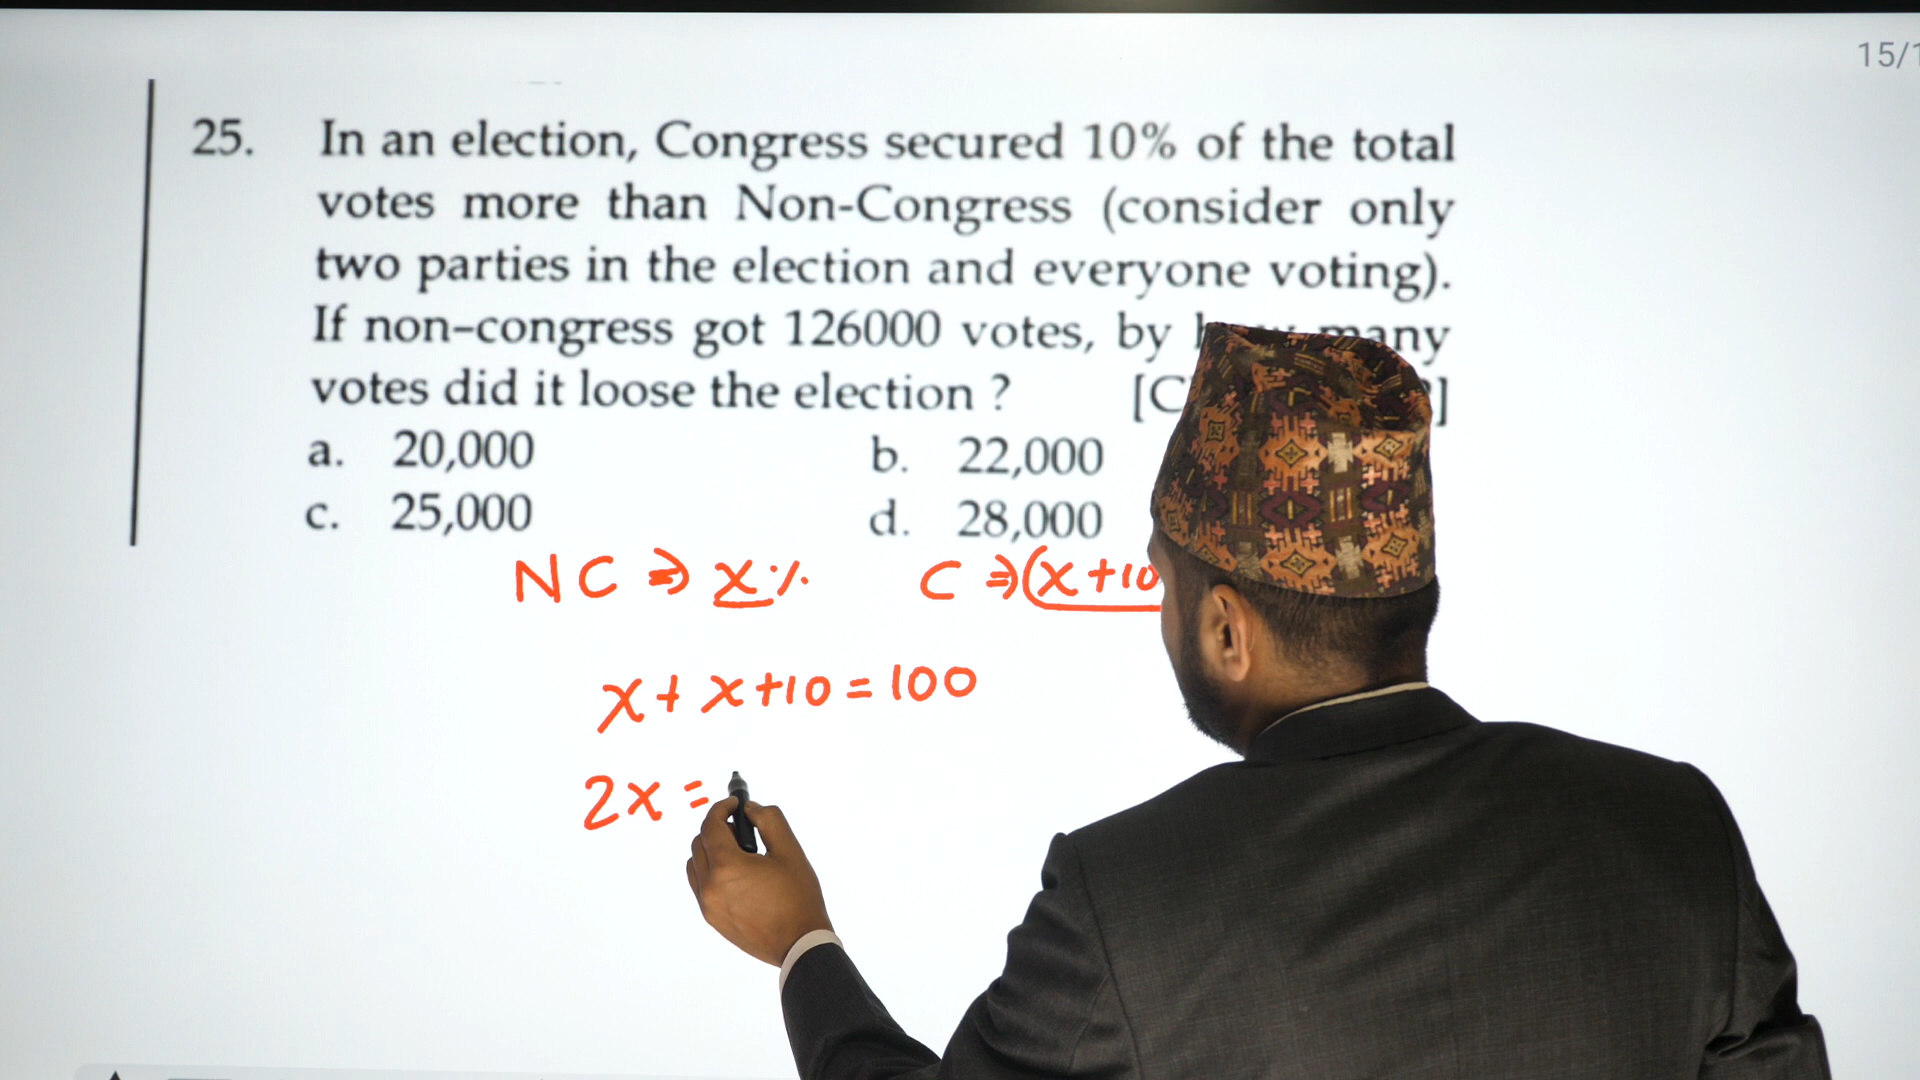 15/1
25. In an election, Congress secured 10% of the total
votes more than Non-Congress (consider only
two parties in the election and everyone voting).
If non-congress got 126000 votes, by many
votes did it loose the election ? [C ]
a. 20,000 b. 22,000
c. 25,000 d. 28,000
NC ⇒ x% C ⇒ (x+10
x + x+10 = 100
2x =